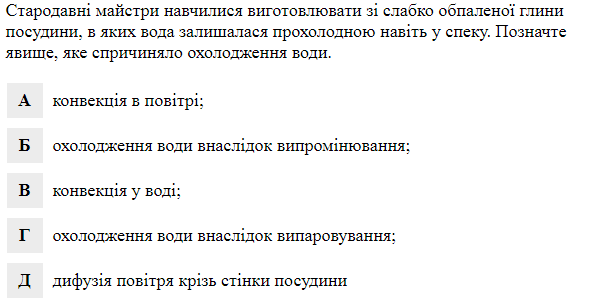 Стародавні майстри навчилися виготовлювати зі слабко обпаленої глини
посудини, в яких вода залишалася прохолодною навіть у спеку. Позначте
явище, яке спричиняло охолодження води.
А конвекція в повітрі;
Б охолодження води внаслідок випромінювання;
В конвекція у воді;
Г охолодження води внаслідок випаровування;
Д дифузія повітря крізь стінки посудини